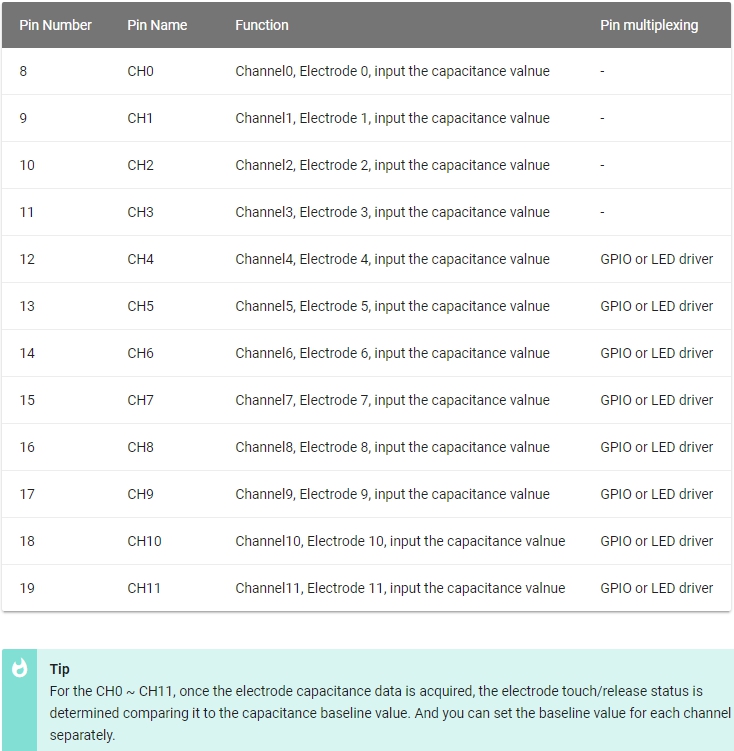 Pin Number Pin Name Function Pin multiplexing
8 CH0 Channel0, Electrode 0, input the capacitance valnue -
9 CH1 Channel1, Electrode 1, input the capacitance valnue -
10 CH2 Channel2, Electrode 2, input the capacitance valnue -
11 CH3 Channel3, Electrode 3, input the capacitance valnue -
12 CH4 Channel4, Electrode 4, input the capacitance valnue GPIO or LED driver
13 CH5 Channel5, Electrode 5, input the capacitance valnue GPIO or LED driver
14 CH6 Channel6, Electrode 6, input the capacitance valnue GPIO or LED driver
15 CH7 Channel7, Electrode 7, input the capacitance valnue GPIO or LED driver
16 CH8 Channel8, Electrode 8, input the capacitance valnue GPIO or LED driver
17 CH9 Channel9, Electrode 9, input the capacitance valnue GPIO or LED driver
18 CH10 Channel10, Electrode 10, input the capacitance valnue GPIO or LED driver
19 CH11 Channel11, Electrode 11, input the capacitance valnue GPIO or LED driver
Tip
For the CH0 ~ CH11, once the electrode capacitance data is acquired, the electrode touch/release status is
determined comparing it to the capacitance baseline value. And you can set the baseline value for each channel
separately.